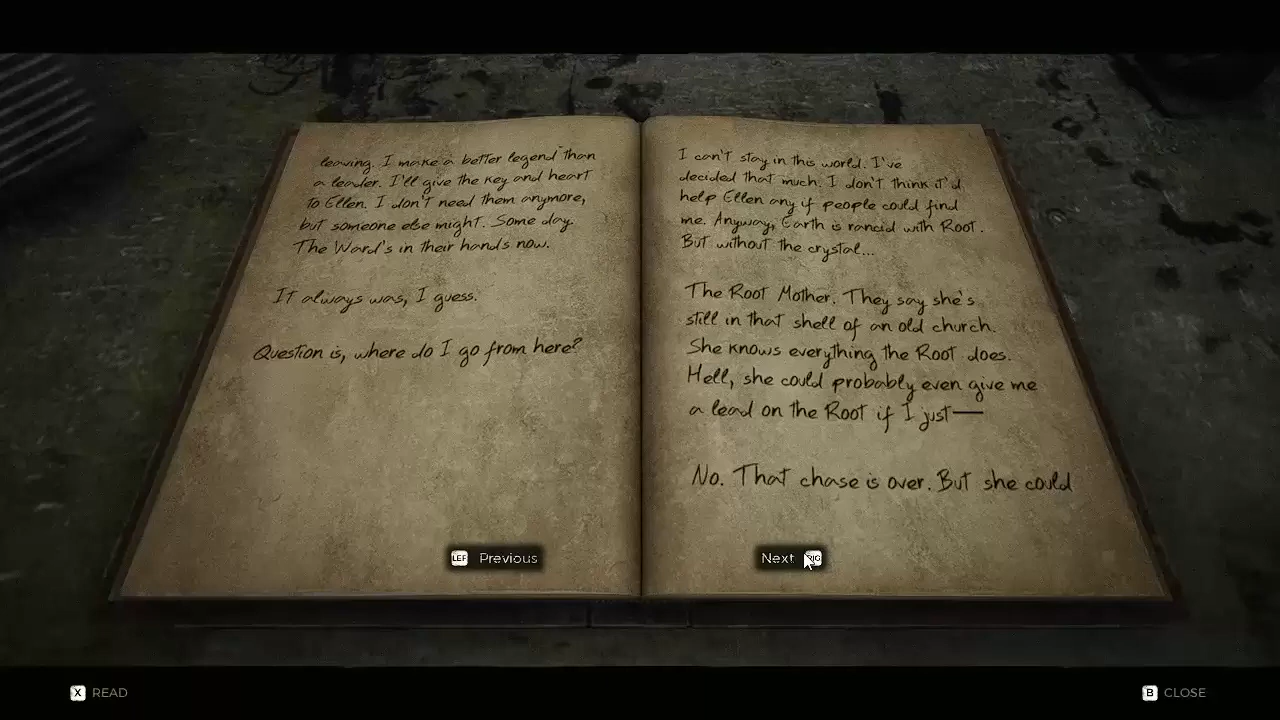 leaving. I make a better legend than
a leader. I'll give the key and heart
to Ellen. I don't need them anymore,
but someone else might. Some day.
The Ward's in their hands now.
It always was, I guess.
Question is, where do I go from here?
I can't stay in this world. I've
decided that much. I don't think it'd
help Ellen any if people could find
me. Anyway, Earth is rancid with Root.
But without the crystal...
The Root Mother. They say she's
still in that shell of an old church.
She knows everything the Root does.
Hell, she could probably even give me
a lead on the Root if I just—
No. That chase is over. But she could
LEF Previous
Next RIG
X READ
B CLOSE